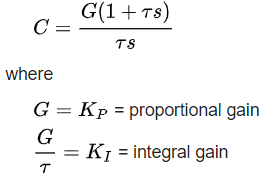 C = G(1 + τs) / τs
where
G = K_P = proportional gain
G / τ = K_I = integral gain